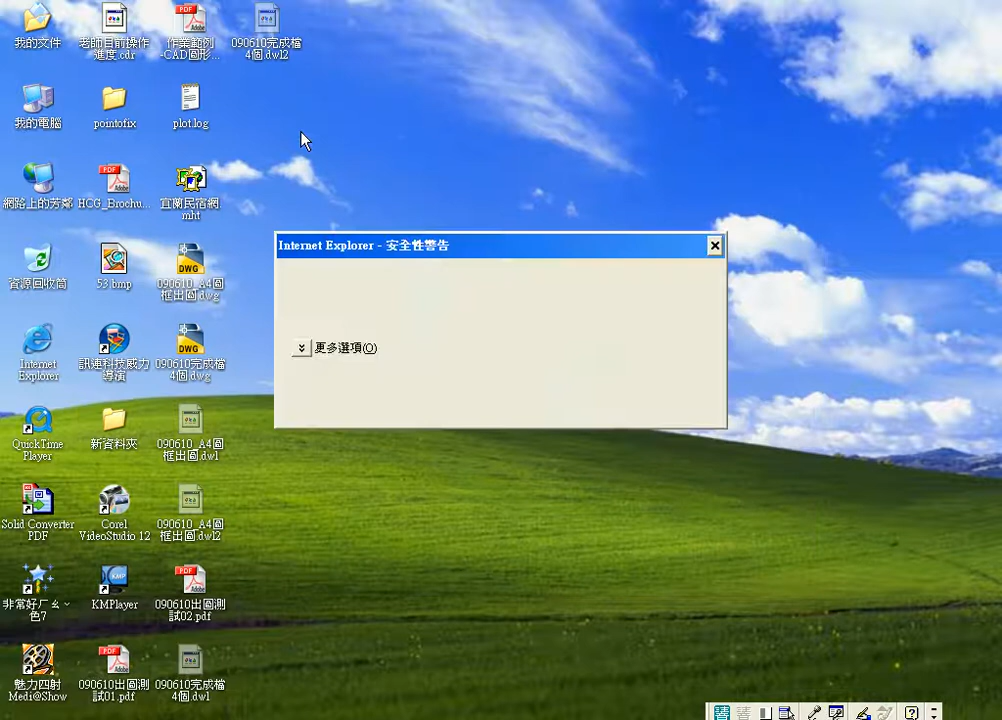 我的文件
老師目前操作
進度.cdr
作業範例
-CAD圖形...
090610完成檔
4個.dwl2
我的電腦
pointofix
plot.log
網路上的芳鄰
HCG_Brochu...
宜蘭民宿網.
mht
Internet Explorer - 安全性警告
更多選項(O)
資源回收筒
53.bmp
090610_A4圖
框出圖.dwg
Internet
Explorer
訊連科技威力
導演
090610完成檔
4個.dwg
QuickTime
Player
新資料夾
090610_A4圖
框出圖.dwl
Solid Converter
PDF
Corel
VideoStudio 12
090610_A4圖
框出圖.dwl2
非常好ㄏㄠˇ
色7
KMPlayer
090610出圖測
試02.pdf
魅力四射
Medi@Show
090610出圖測
試01.pdf
090610完成檔
4個.dwl